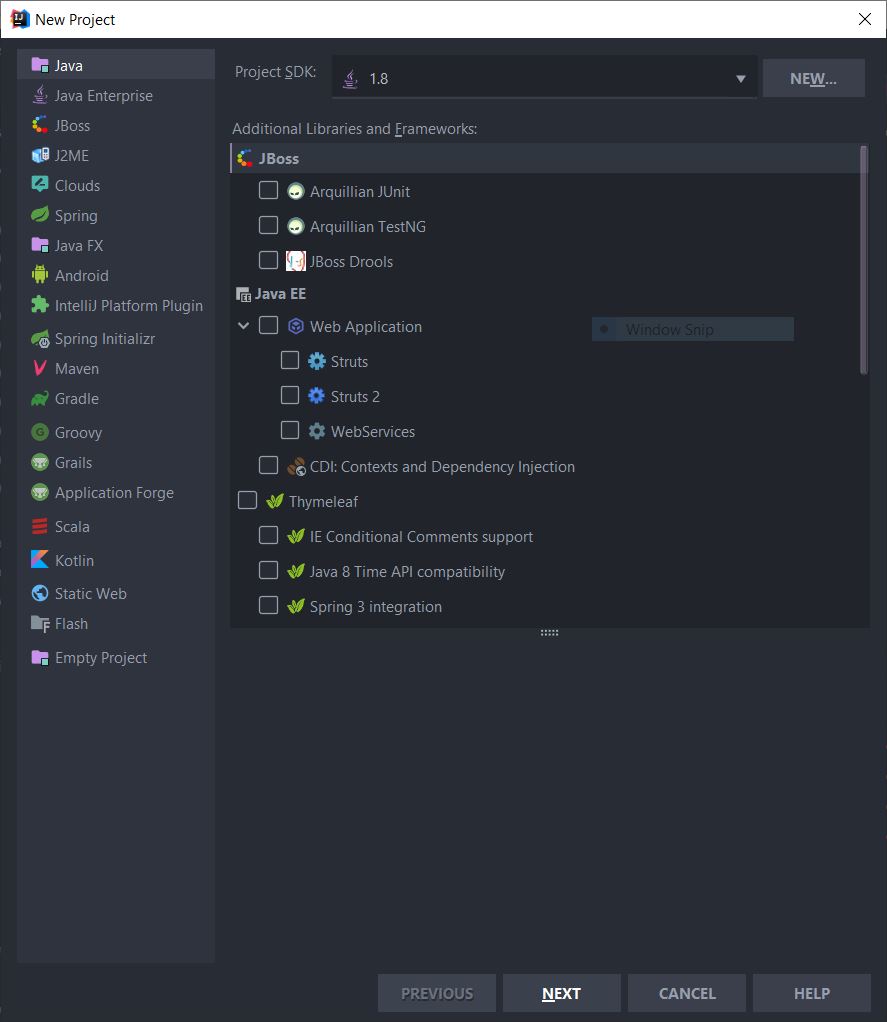 New Project
Java
Java Enterprise
JBoss
J2ME
Clouds
Spring
Java FX
Android
IntelliJ Platform Plugin
Spring Initializr
Maven
Gradle
Groovy
Grails
Application Forge
Scala
Kotlin
Static Web
Flash
Empty Project
Project SDK: 1.8 NEW...
Additional Libraries and Frameworks:
JBoss
Arquillian JUnit
Arquillian TestNG
JBoss Drools
Java EE
Web Application
Window Snip
Struts
Struts 2
WebServices
CDI: Contexts and Dependency Injection
Thymeleaf
IE Conditional Comments support
Java 8 Time API compatibility
Spring 3 integration
PREVIOUS NEXT CANCEL HELP